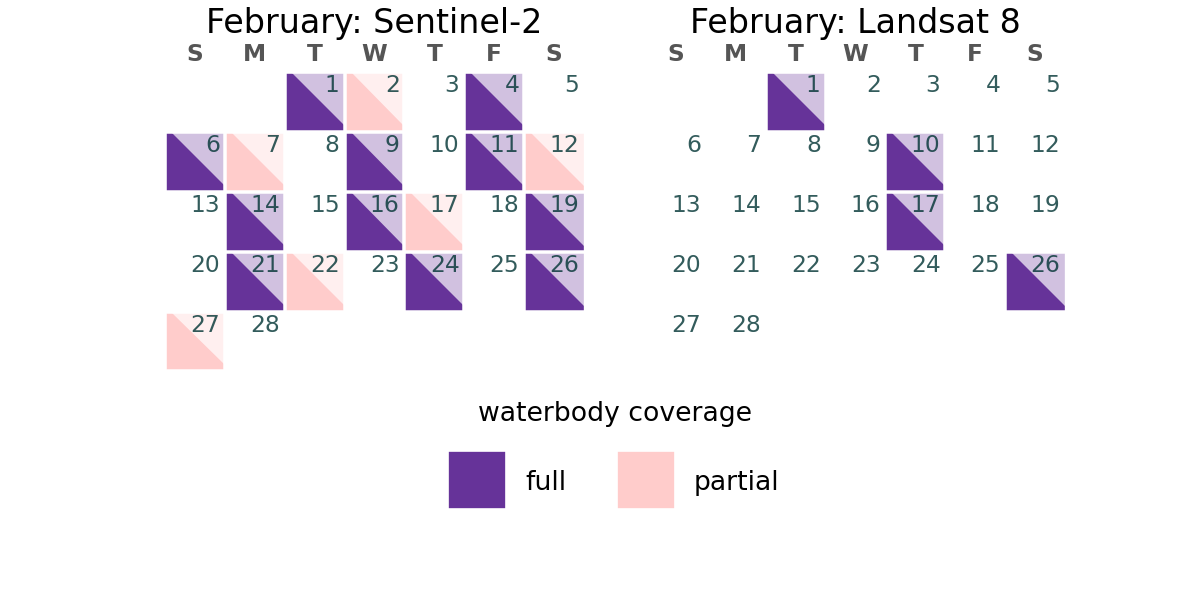 February: Sentinel-2
S M T W T F S
1 2 3 4 5
6 7 8 9 10 11 12
13 14 15 16 17 18 19
20 21 22 23 24 25 26
27 28
February: Landsat 8
S M T W T F S
1 2 3 4 5
6 7 8 9 10 11 12
13 14 15 16 17 18 19
20 21 22 23 24 25 26
27 28
waterbody coverage
full
partial